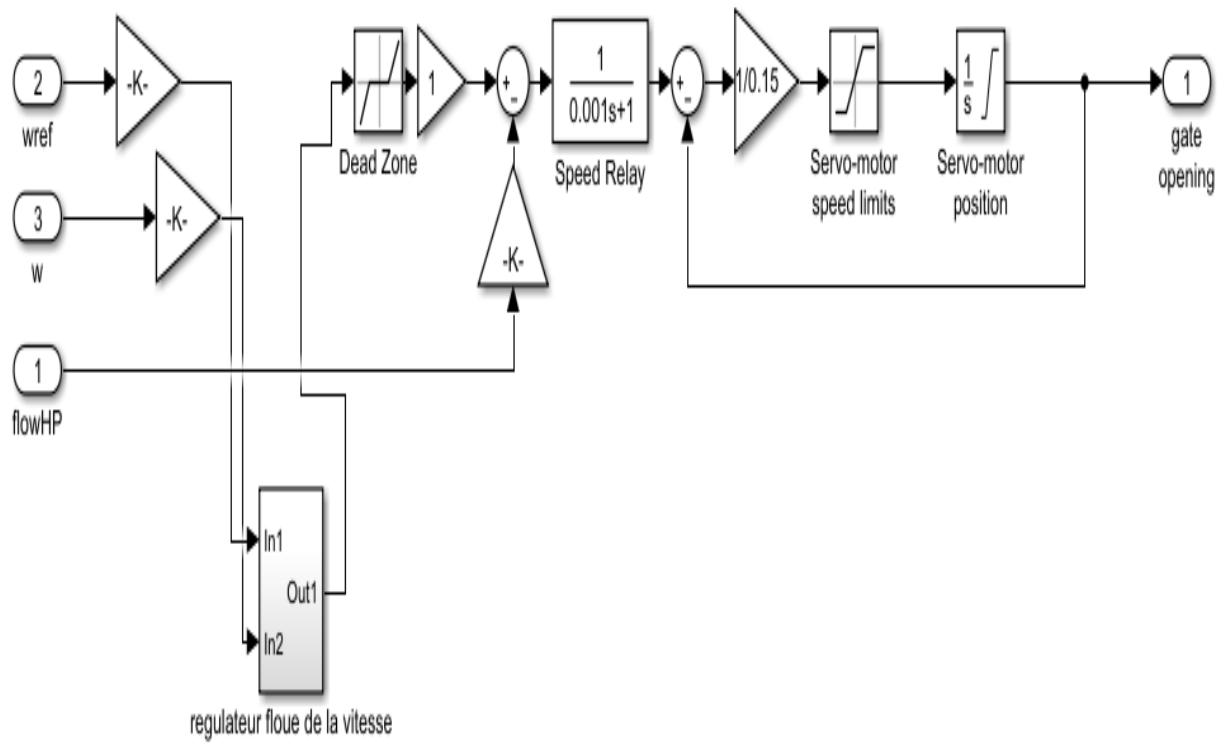 2
wref
-K-
3
w
-K-
1
flowHP
Dead Zone
1
+
-
-K-
1
0.001s+1
Speed Relay
+
-
1/0.15
Servo-motor
speed limits
1
s
Servo-motor
position
1
gate
opening
In1
Out1
In2
regulateur floue de la vitesse